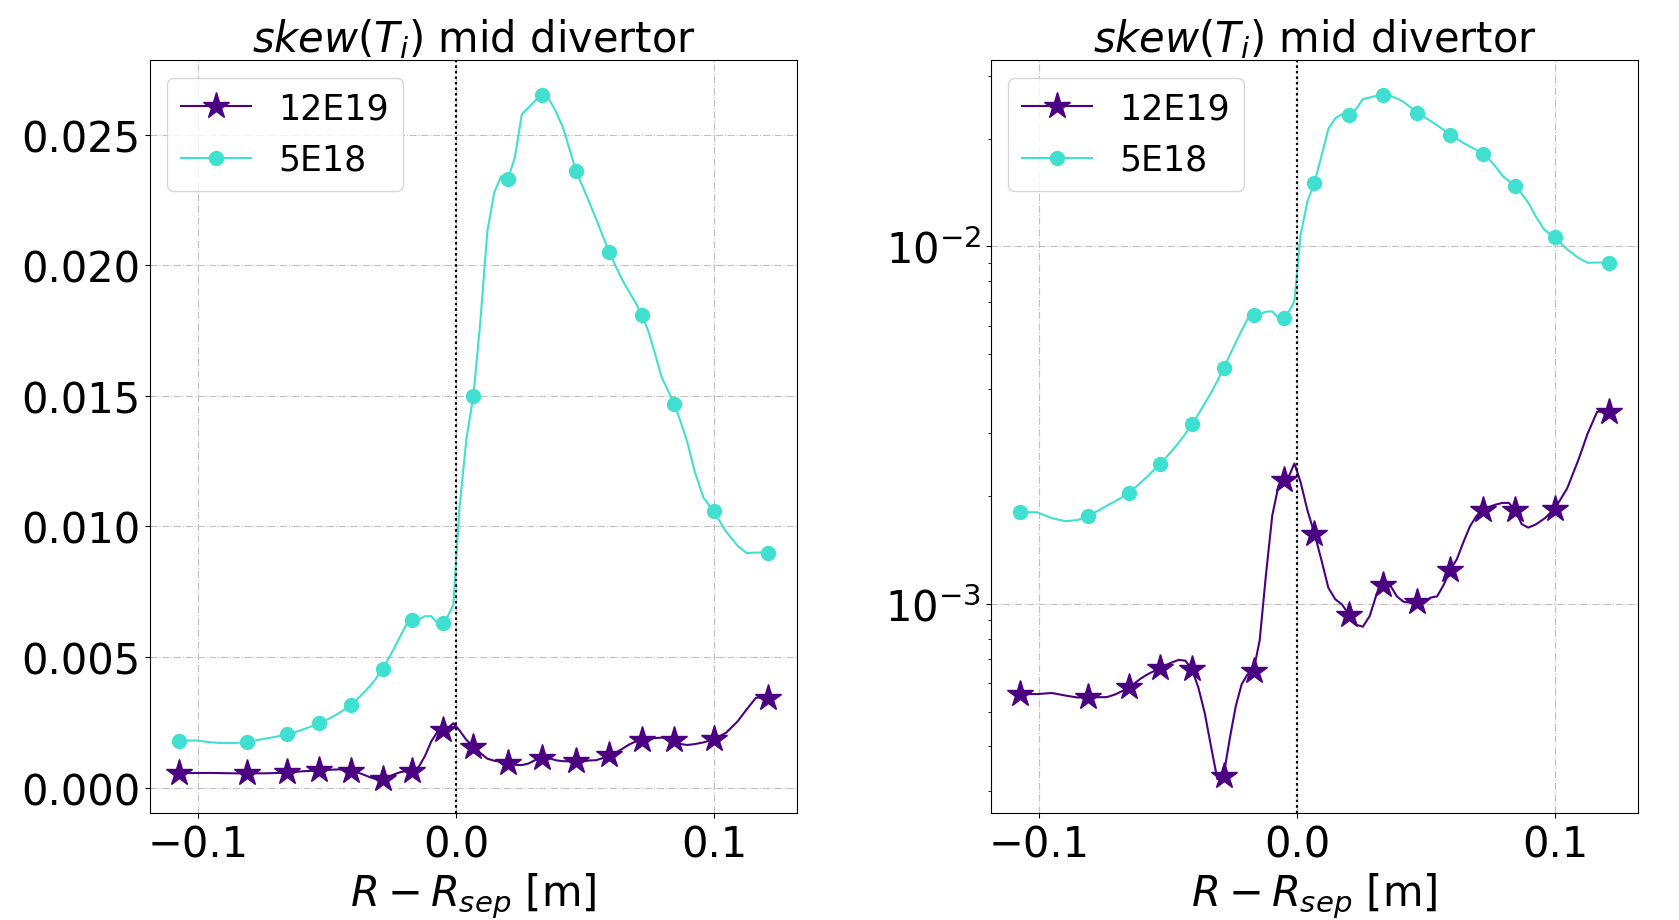 skew(T_i) mid divertor
12E19
5E18
0.025
0.020
0.015
0.010
0.005
0.000
−0.1 0.0 0.1
R − R_sep [m]
skew(T_i) mid divertor
12E19
5E18
10^−2
10^−3
−0.1 0.0 0.1
R − R_sep [m]